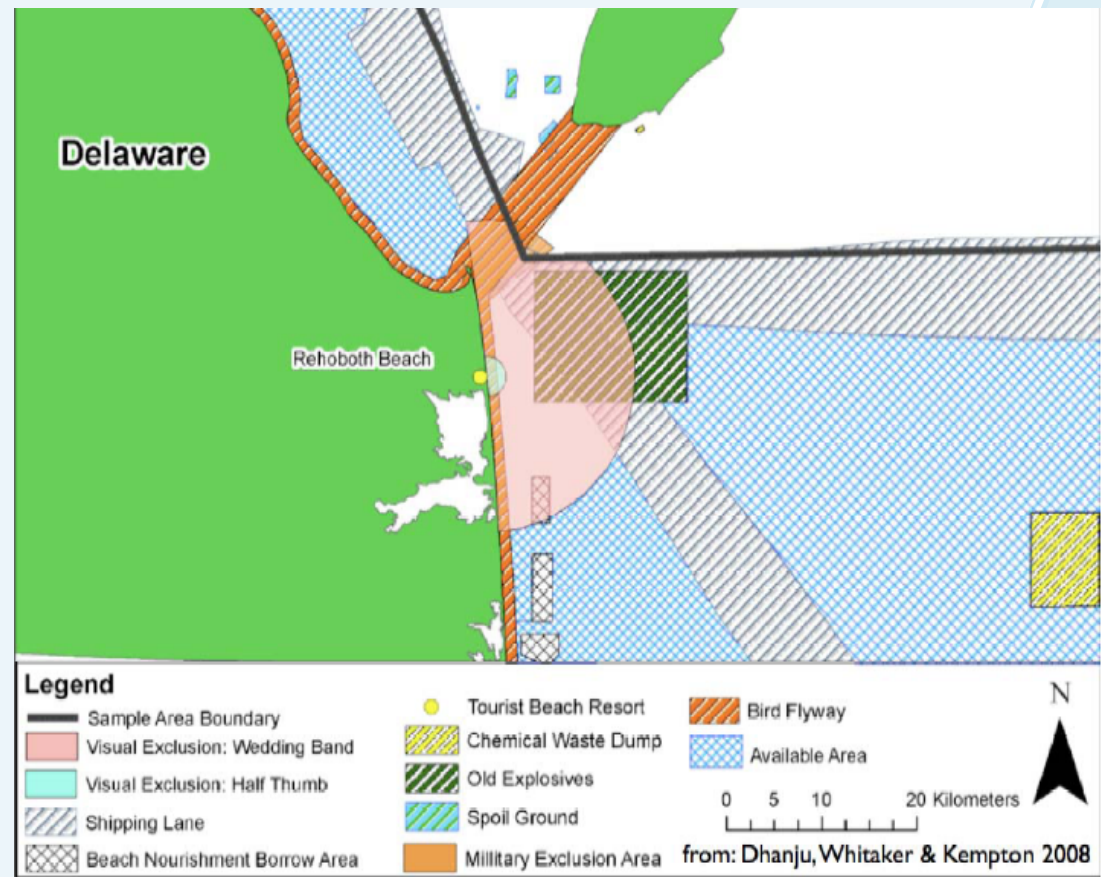 Delaware
Rehoboth Beach
Legend
Sample Area Boundary
Visual Exclusion: Wedding Band
Visual Exclusion: Half Thumb
Shipping Lane
Beach Nourishment Borrow Area
Tourist Beach Resort
Chemical Waste Dump
Old Explosives
Spoil Ground
Millitary Exclusion Area
Bird Flyway
Available Area
0 5 10 20 Kilometers
N
from: Dhanju, Whitaker & Kempton 2008